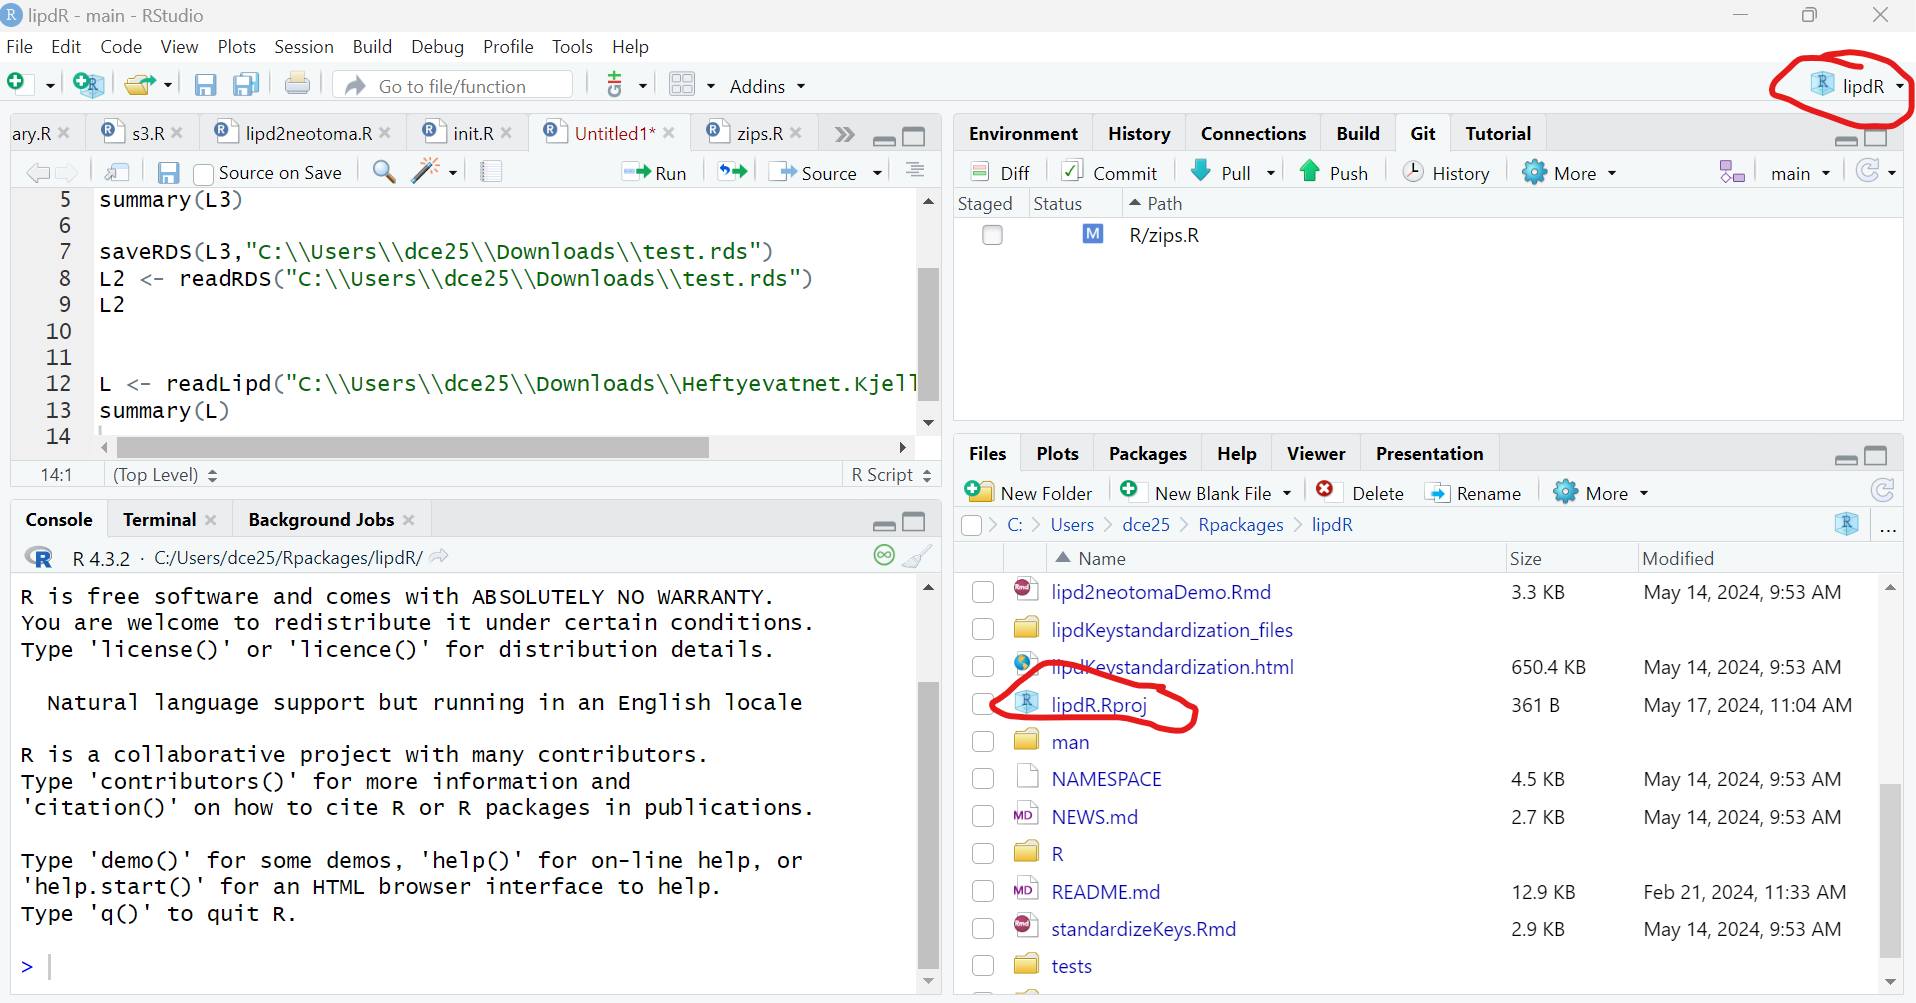 lipdR - main - RStudio
File Edit Code View Plots Session Build Debug Profile Tools Help
Go to file/function Addins lipdR
ary.R s3.R lipd2neotoma.R init.R Untitled1* zips.R
Source on Save Run Source
5 summary(L3)
6
7 saveRDS(L3,"C:\\Users\\dce25\\Downloads\\test.rds")
8 L2 <- readRDS("C:\\Users\\dce25\\Downloads\\test.rds")
9 L2
10
11
12 L <- readLipd("C:\\Users\\dce25\\Downloads\\Heftyevatnet.Kjell
13 summary(L)
14
14:1 (Top Level) R Script
Console Terminal Background Jobs
R 4.3.2 · C:/Users/dce25/Rpackages/lipdR/
R is free software and comes with ABSOLUTELY NO WARRANTY.
You are welcome to redistribute it under certain conditions.
Type 'license()' or 'licence()' for distribution details.
Natural language support but running in an English locale
R is a collaborative project with many contributors.
Type 'contributors()' for more information and
'citation()' on how to cite R or R packages in publications.
Type 'demo()' for some demos, 'help()' for on-line help, or
'help.start()' for an HTML browser interface to help.
Type 'q()' to quit R.
>
Environment History Connections Build Git Tutorial
Diff Commit Pull Push History More main
Staged Status Path
M R/zips.R
Files Plots Packages Help Viewer Presentation
New Folder New Blank File Delete Rename More
C: Users dce25 Rpackages lipdR ...
Name Size Modified
lipd2neotomaDemo.Rmd 3.3 KB May 14, 2024, 9:53 AM
lipdKeystandardization_files
lipdKeystandardization.html 650.4 KB May 14, 2024, 9:53 AM
lipdR.Rproj 361 B May 17, 2024, 11:04 AM
man
NAMESPACE 4.5 KB May 14, 2024, 9:53 AM
MD NEWS.md 2.7 KB May 14, 2024, 9:53 AM
R
MD README.md 12.9 KB Feb 21, 2024, 11:33 AM
standardizeKeys.Rmd 2.9 KB May 14, 2024, 9:53 AM
tests